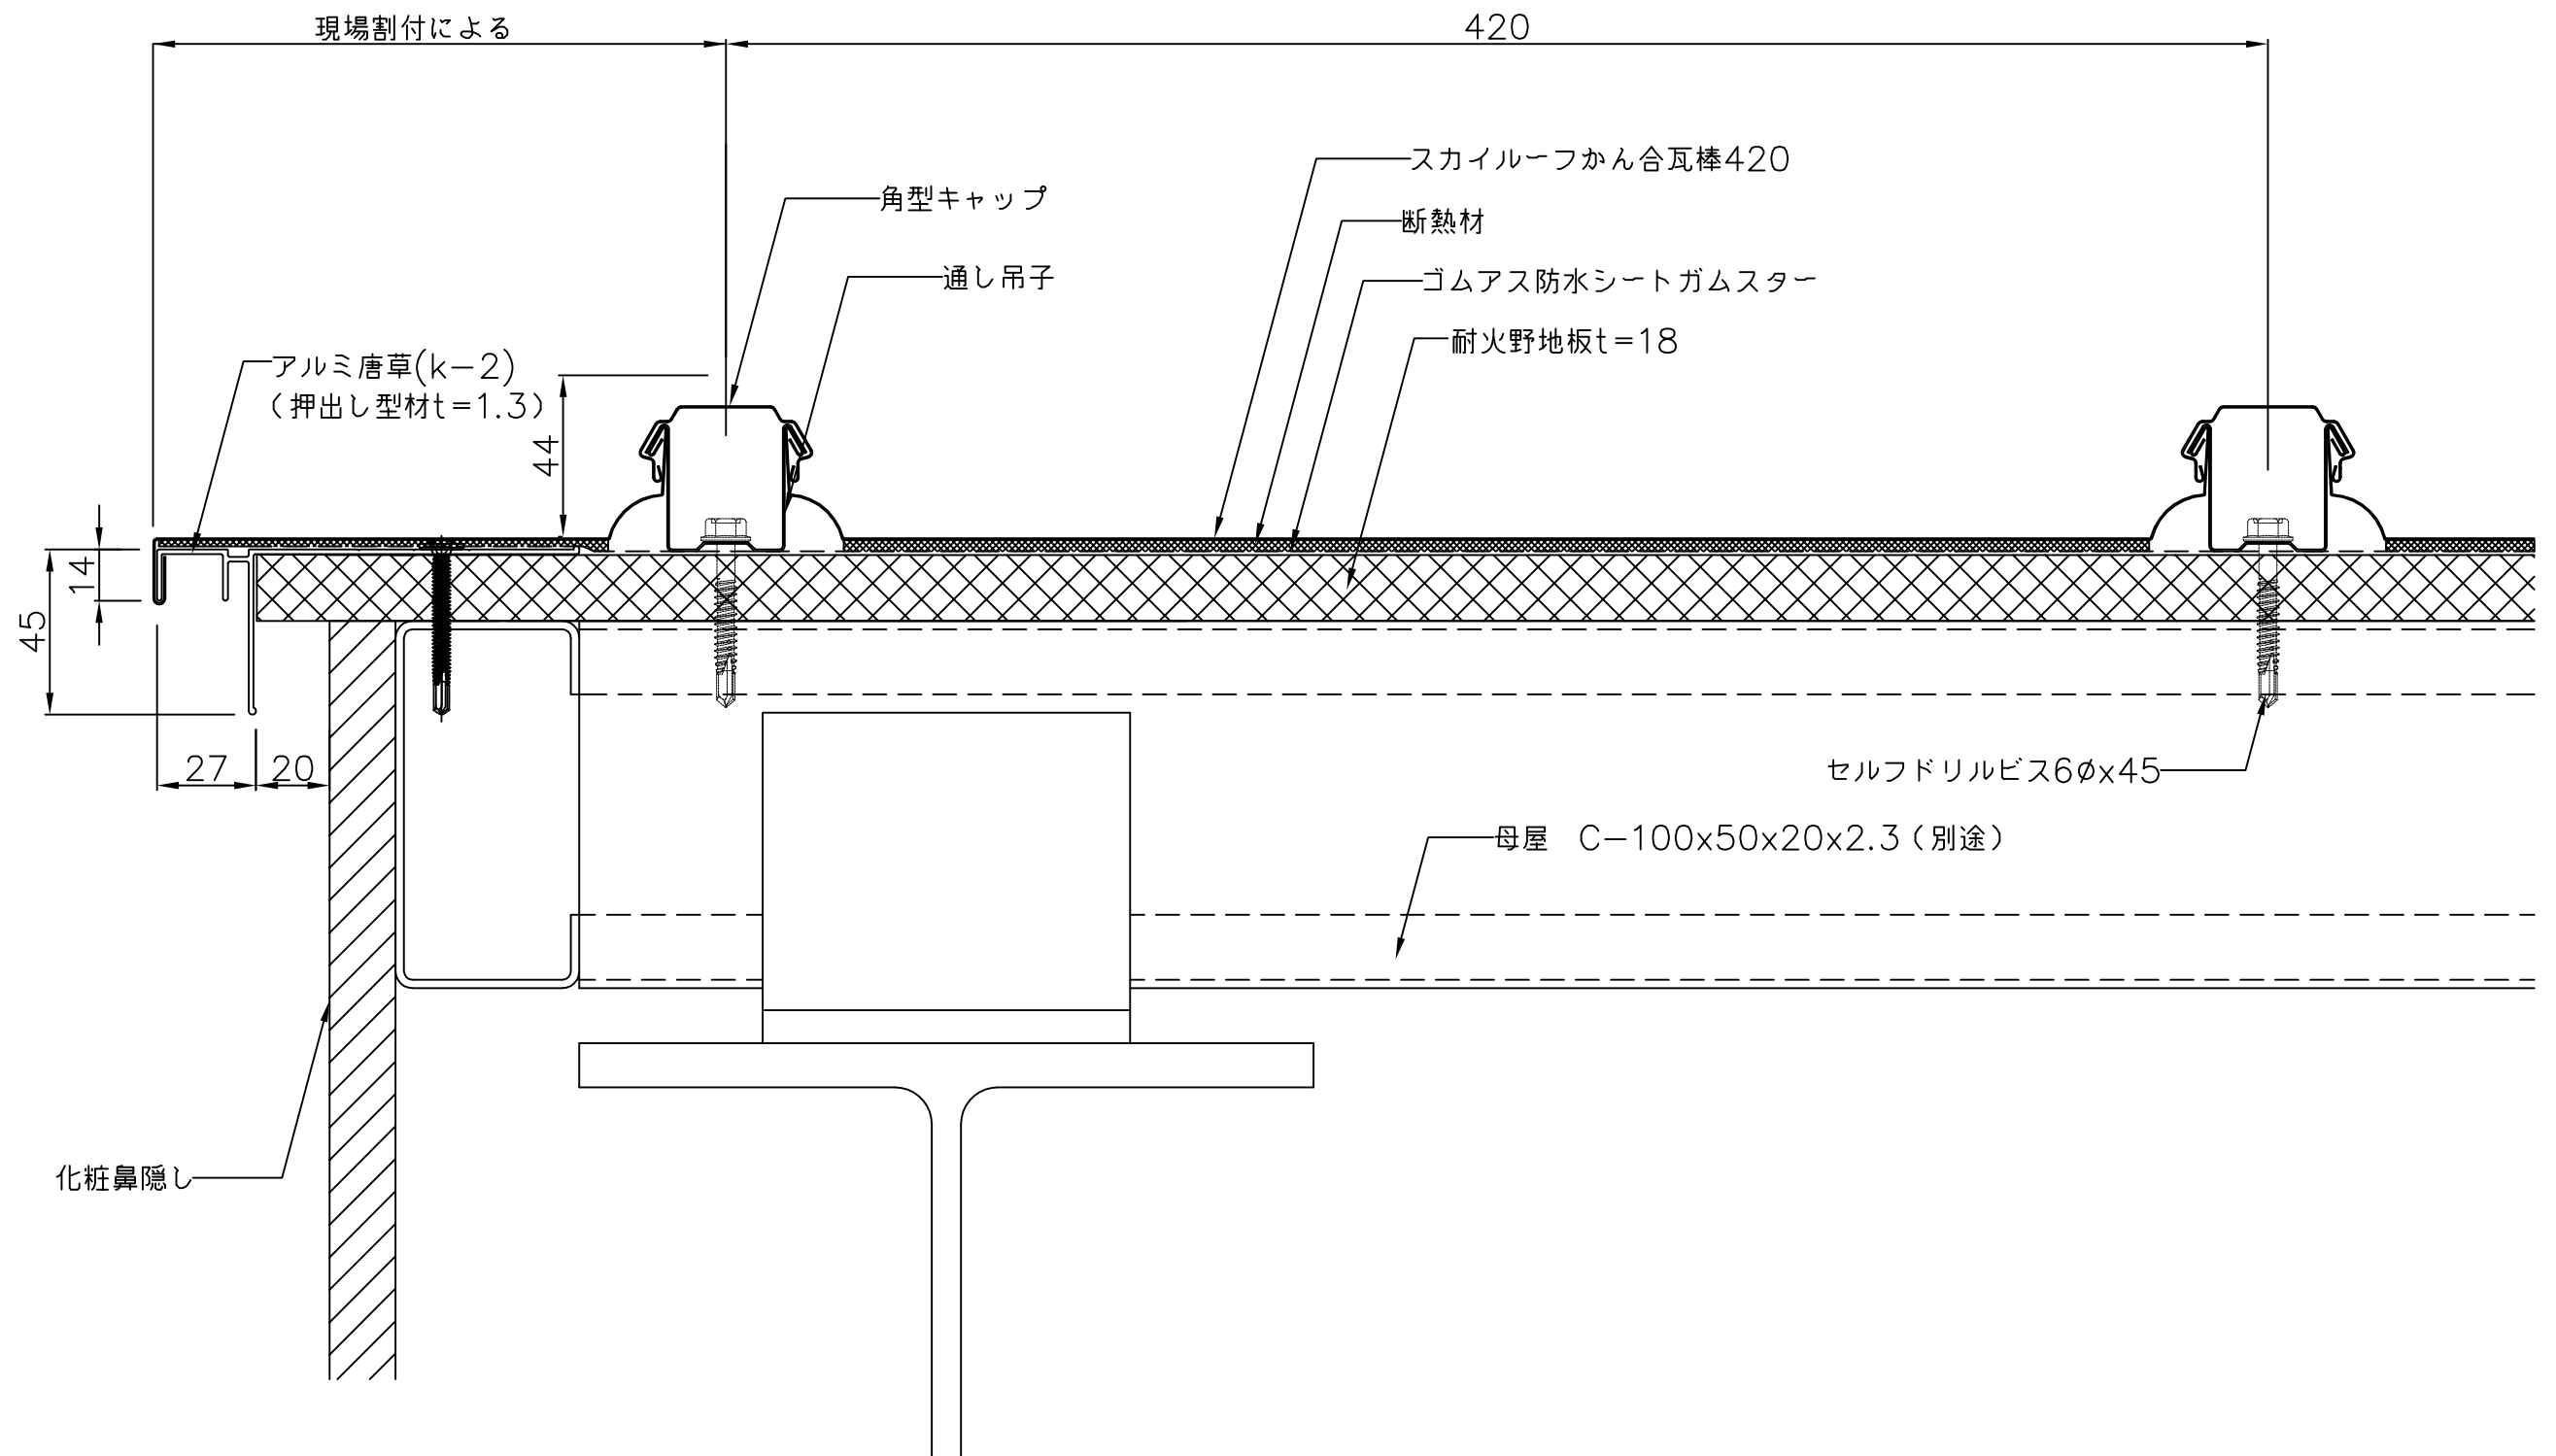 現場割付による
420
スカイルーフかん合瓦棒420
角型キャップ
断熱材
通し吊子
ゴムアス防水シートガムスター
耐火野地板t=18
アルミ唐草(k-2)
(押出し型材t=1.3)
44
14
45
27
20
セルフドリルビス6øx45
母屋 C-100x50x20x2.3(別途)
化粧鼻隠し